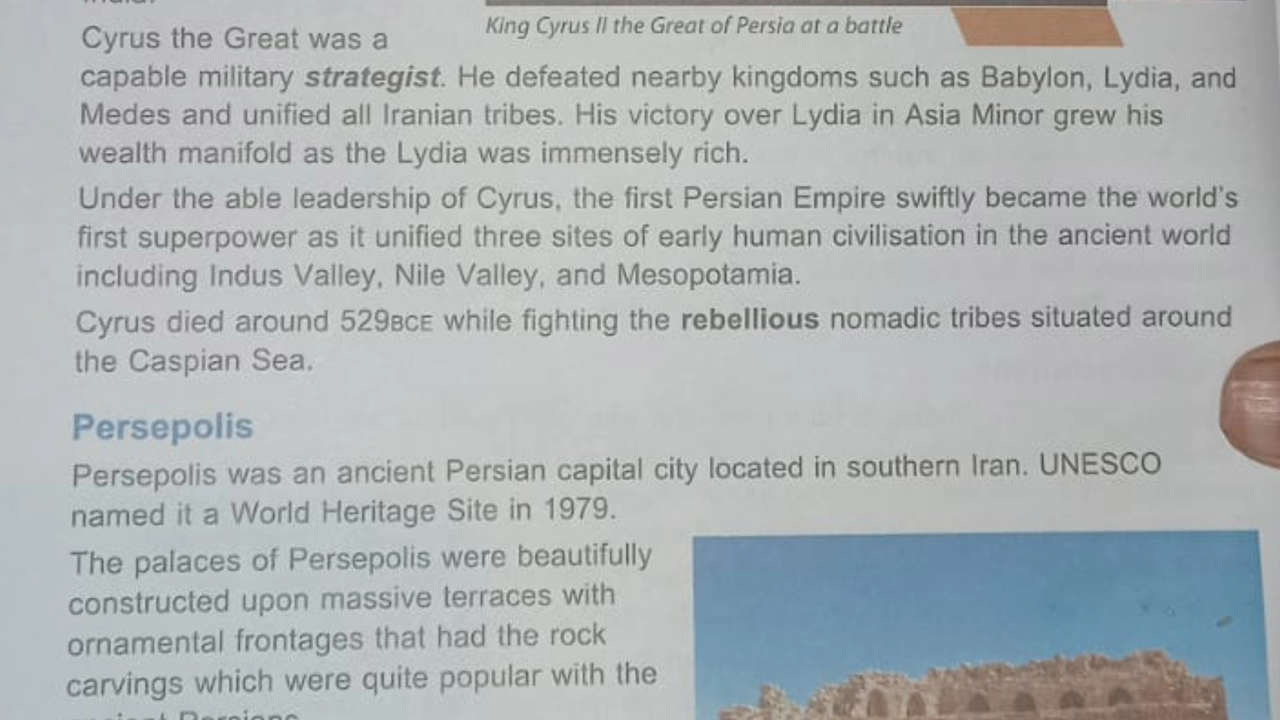 King Cyrus II the Great of Persia at a battle
Cyrus the Great was a
capable military strategist. He defeated nearby kingdoms such as Babylon, Lydia, and
Medes and unified all Iranian tribes. His victory over Lydia in Asia Minor grew his
wealth manifold as the Lydia was immensely rich.
Under the able leadership of Cyrus, the first Persian Empire swiftly became the world's
first superpower as it unified three sites of early human civilisation in the ancient world
including Indus Valley, Nile Valley, and Mesopotamia.
Cyrus died around 529BCE while fighting the rebellious nomadic tribes situated around
the Caspian Sea.
Persepolis
Persepolis was an ancient Persian capital city located in southern Iran. UNESCO
named it a World Heritage Site in 1979.
The palaces of Persepolis were beautifully
constructed upon massive terraces with
ornamental frontages that had the rock
carvings which were quite popular with the